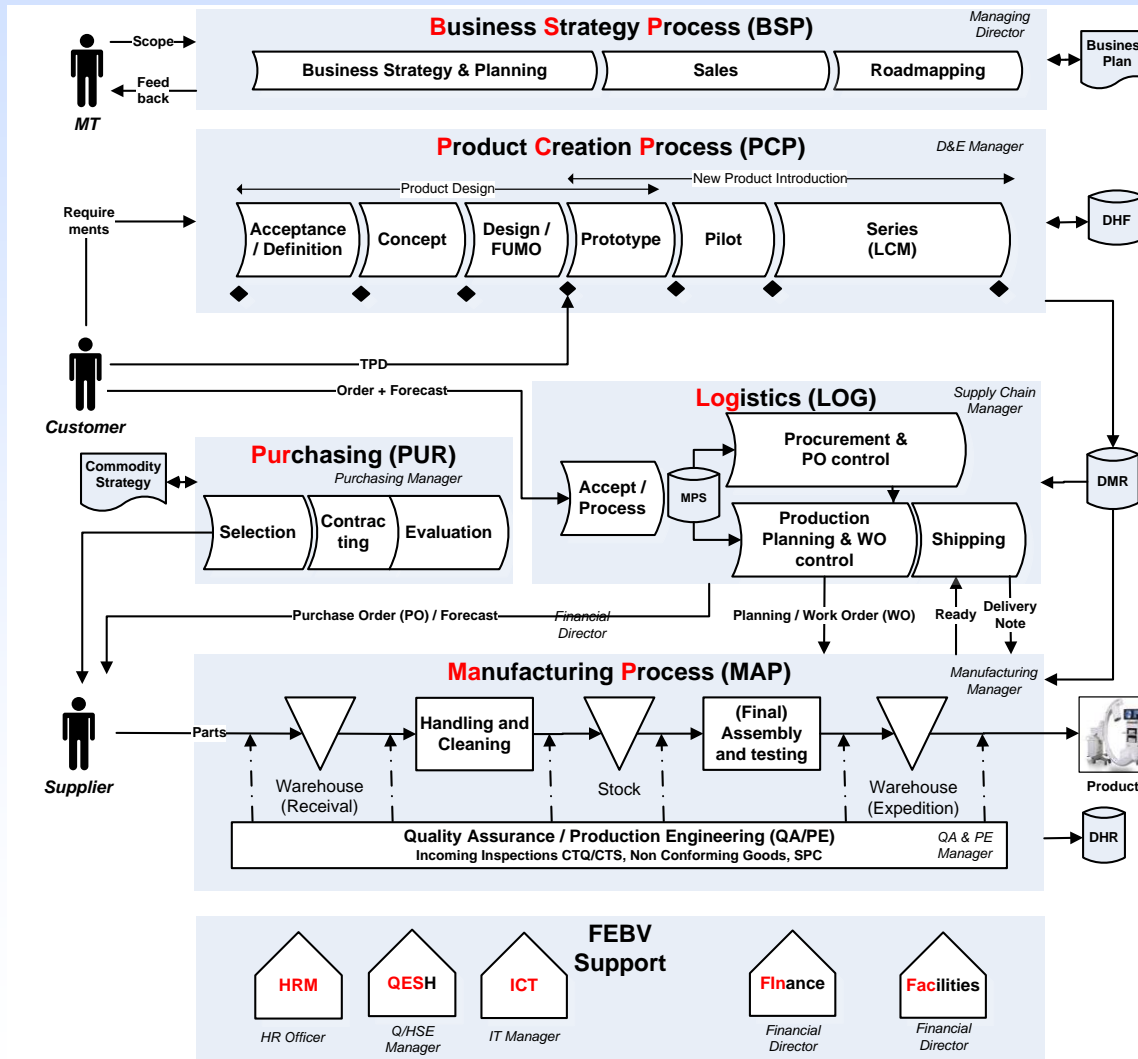 Business Strategy Process (BSP)
Managing
Director
Scope
Feed
back
MT
Business Strategy & Planning
Sales
Roadmapping
Business
Plan
Product Creation Process (PCP)
D&E Manager
Product Design
New Product Introduction
Require
ments
Acceptance
/ Definition
Concept
Design /
FUMO
Prototype
Pilot
Series
(LCM)
DHF
TPD
Order + Forecast
Customer
Logistics (LOG)
Supply Chain
Manager
Procurement &
PO control
Accept /
Process
MPS
Production
Planning & WO
control
Shipping
DMR
Purchasing (PUR)
Purchasing Manager
Commodity
Strategy
Selection
Contrac
ting
Evaluation
Purchase Order (PO) / Forecast
Financial
Director
Planning / Work Order (WO)
Ready
Delivery
Note
Manufacturing Process (MAP)
Manufacturing
Manager
Parts
Supplier
Handling and
Cleaning
(Final)
Assembly
and testing
Warehouse
(Receival)
Stock
Warehouse
(Expedition)
Product
Quality Assurance / Production Engineering (QA/PE)
Incoming Inspections CTQ/CTS, Non Conforming Goods, SPC
QA & PE
Manager
DHR
FEBV
Support
HRM
QESH
ICT
FInance
Facilities
HR Officer
Q/HSE
Manager
IT Manager
Financial
Director
Financial
Director